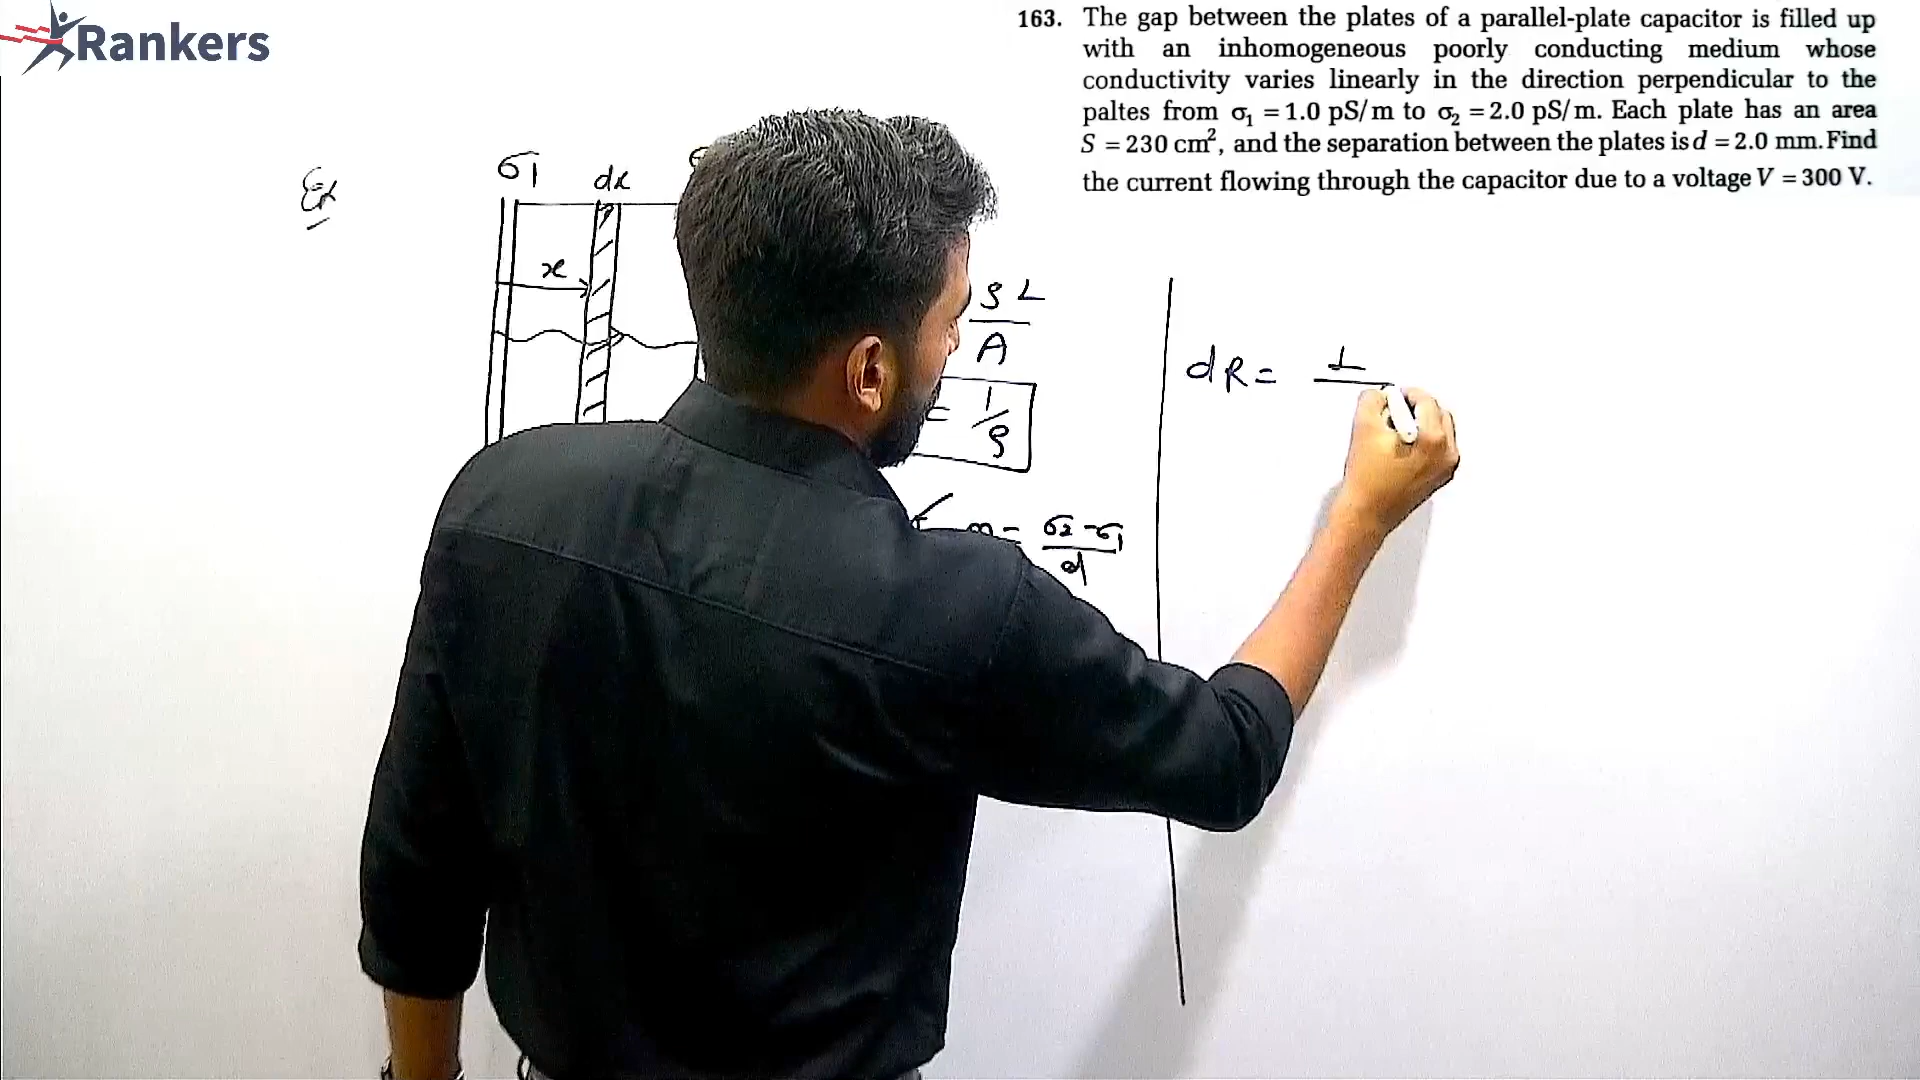 Rankers
163. The gap between the plates of a parallel-plate capacitor is filled up
with an inhomogeneous poorly conducting medium whose
conductivity varies linearly in the direction perpendicular to the
paltes from σ₁ = 1.0 pS/m to σ₂ = 2.0 pS/m. Each plate has an area
S = 230 cm², and the separation between the plates is d = 2.0 mm. Find
the current flowing through the capacitor due to a voltage V = 300 V.
σ1 dx
x
ρL
A
= 1/ρ
m = σ2-σ1
d
dR = 1